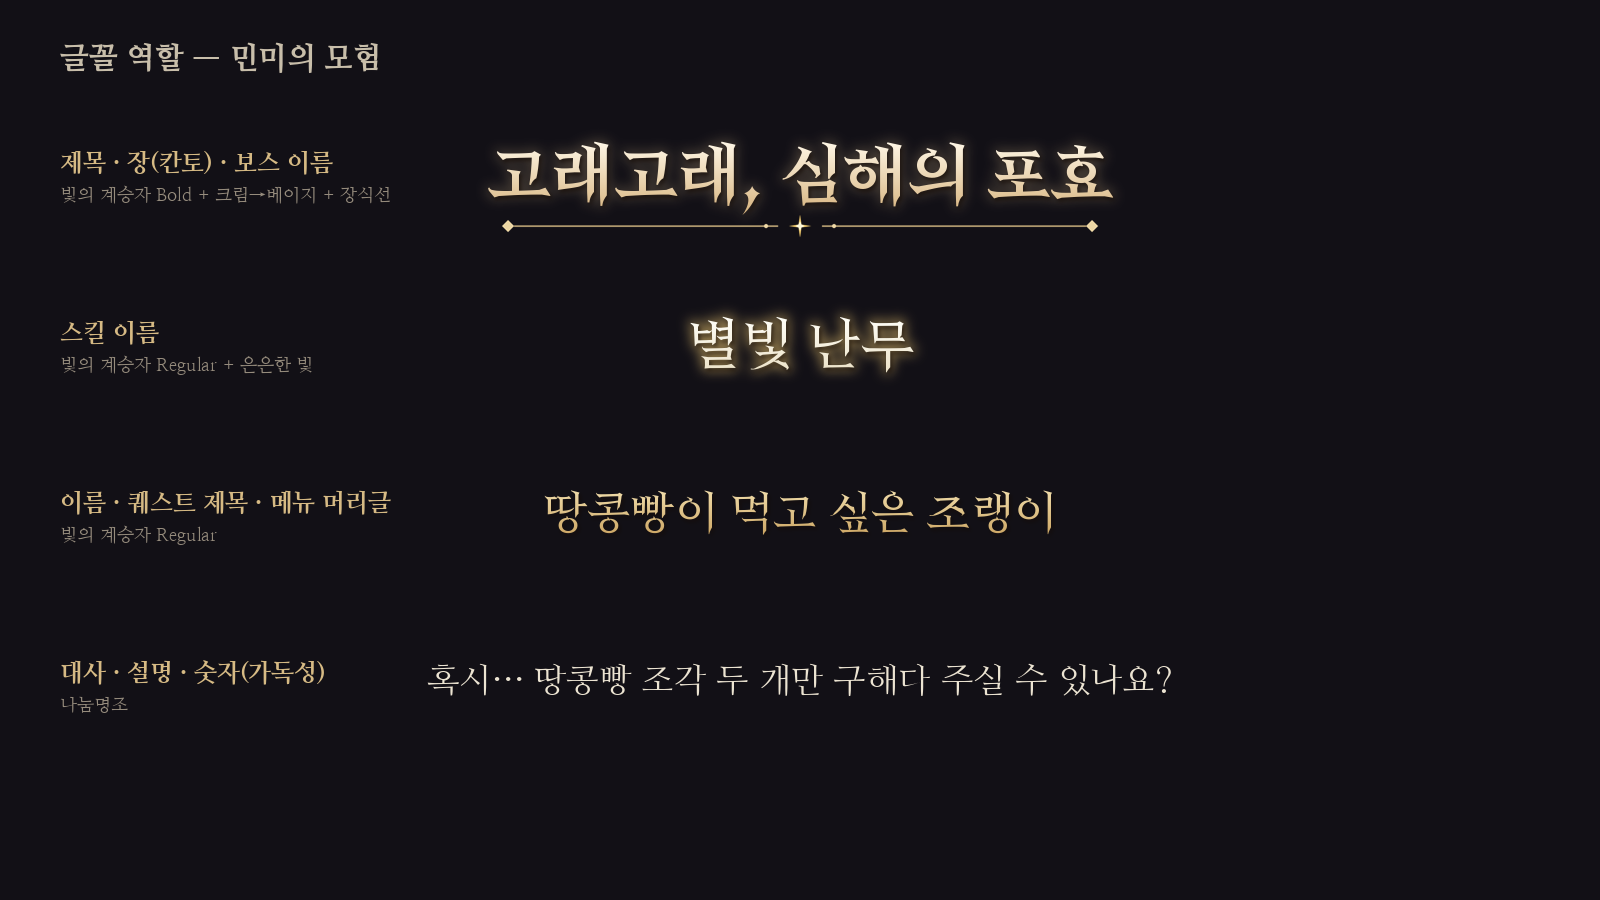 글꼴 역할 — 민미의 모험
제목 · 장(칸토) · 보스 이름
빛의 계승자 Bold + 크림→베이지 + 장식선
고래고래, 심해의 포효
스킬 이름
빛의 계승자 Regular + 은은한 빛
별빛 난무
이름 · 퀘스트 제목 · 메뉴 머리글
빛의 계승자 Regular
땅콩빵이 먹고 싶은 조랭이
대사 · 설명 · 숫자(가독성)
나눔명조
혹시… 땅콩빵 조각 두 개만 구해다 주실 수 있나요?